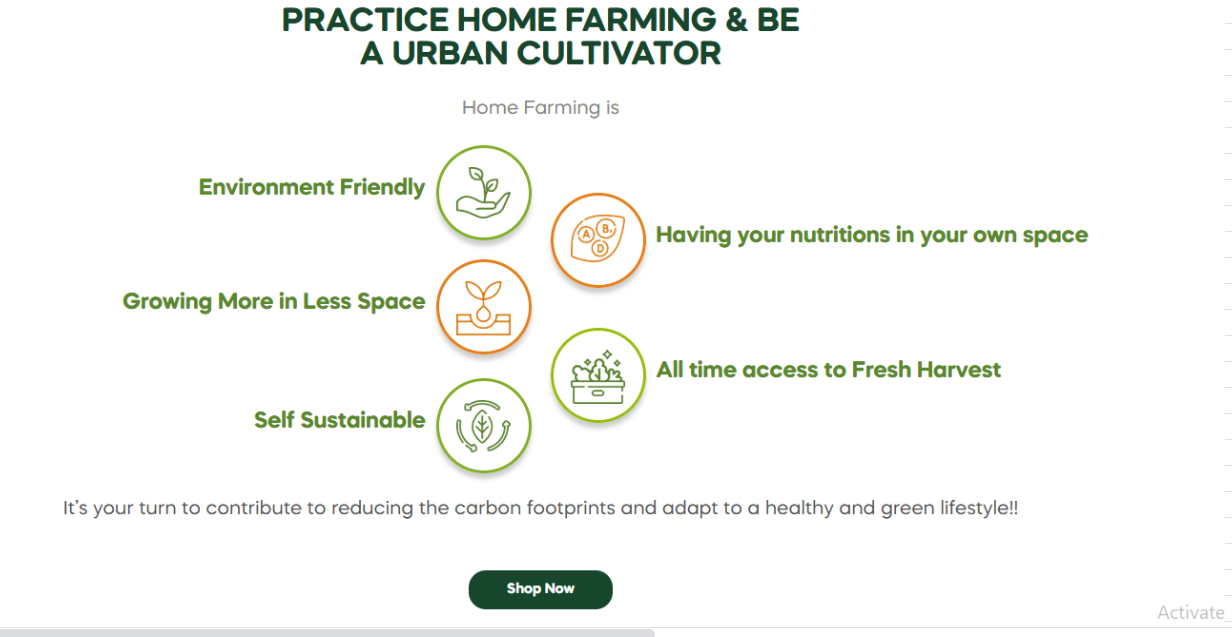 PRACTICE HOME FARMING & BE
A URBAN CULTIVATOR
Home Farming is
Environment Friendly
A B₁ D
Having your nutritions in your own space
Growing More in Less Space
All time access to Fresh Harvest
Self Sustainable
It's your turn to contribute to reducing the carbon footprints and adapt to a healthy and green lifestyle!!
Shop Now
Activate